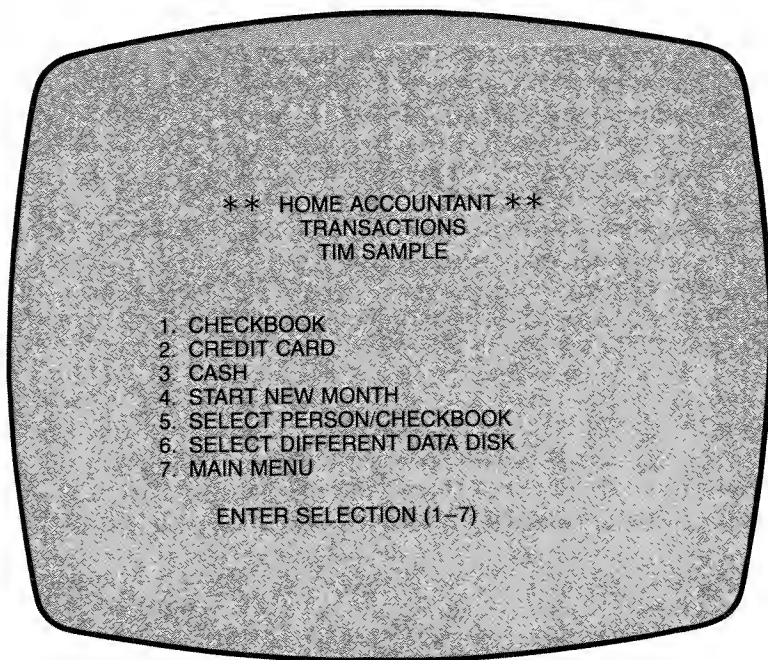 ** HOME ACCOUNTANT **
TRANSACTIONS
TIM SAMPLE
1. CHECKBOOK
2. CREDIT CARD
3. CASH
4. START NEW MONTH
5. SELECT PERSON/CHECKBOOK
6. SELECT DIFFERENT DATA DISK
7. MAIN MENU
ENTER SELECTION (1–7)